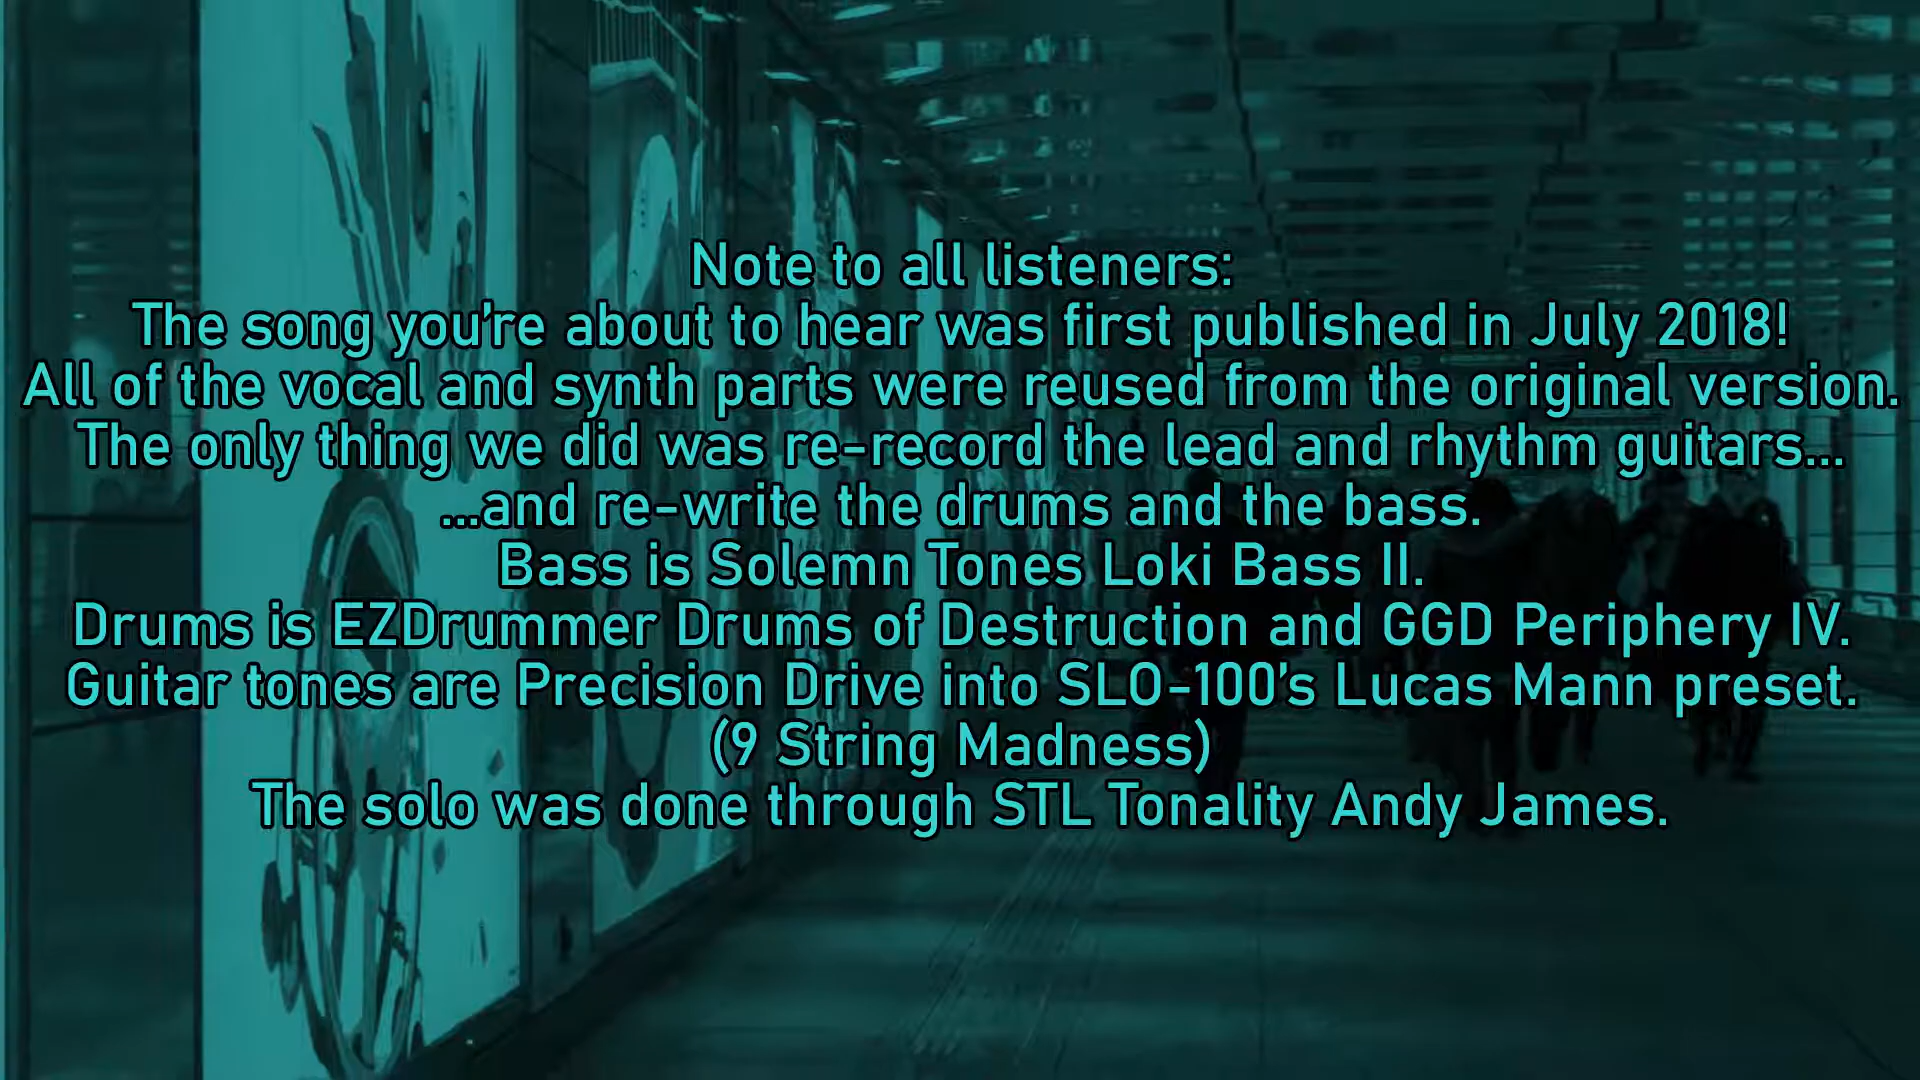 Note to all listeners:
The song you're about to hear was first published in July 2018!
All of the vocal and synth parts were reused from the original version.
The only thing we did was re-record the lead and rhythm guitars...
...and re-write the drums and the bass.
Bass is Solemn Tones Loki Bass II.
Drums is EZDrummer Drums of Destruction and GGD Periphery IV.
Guitar tones are Precision Drive into SLO-100's Lucas Mann preset.
(9 String Madness)
The solo was done through STL Tonality Andy James.